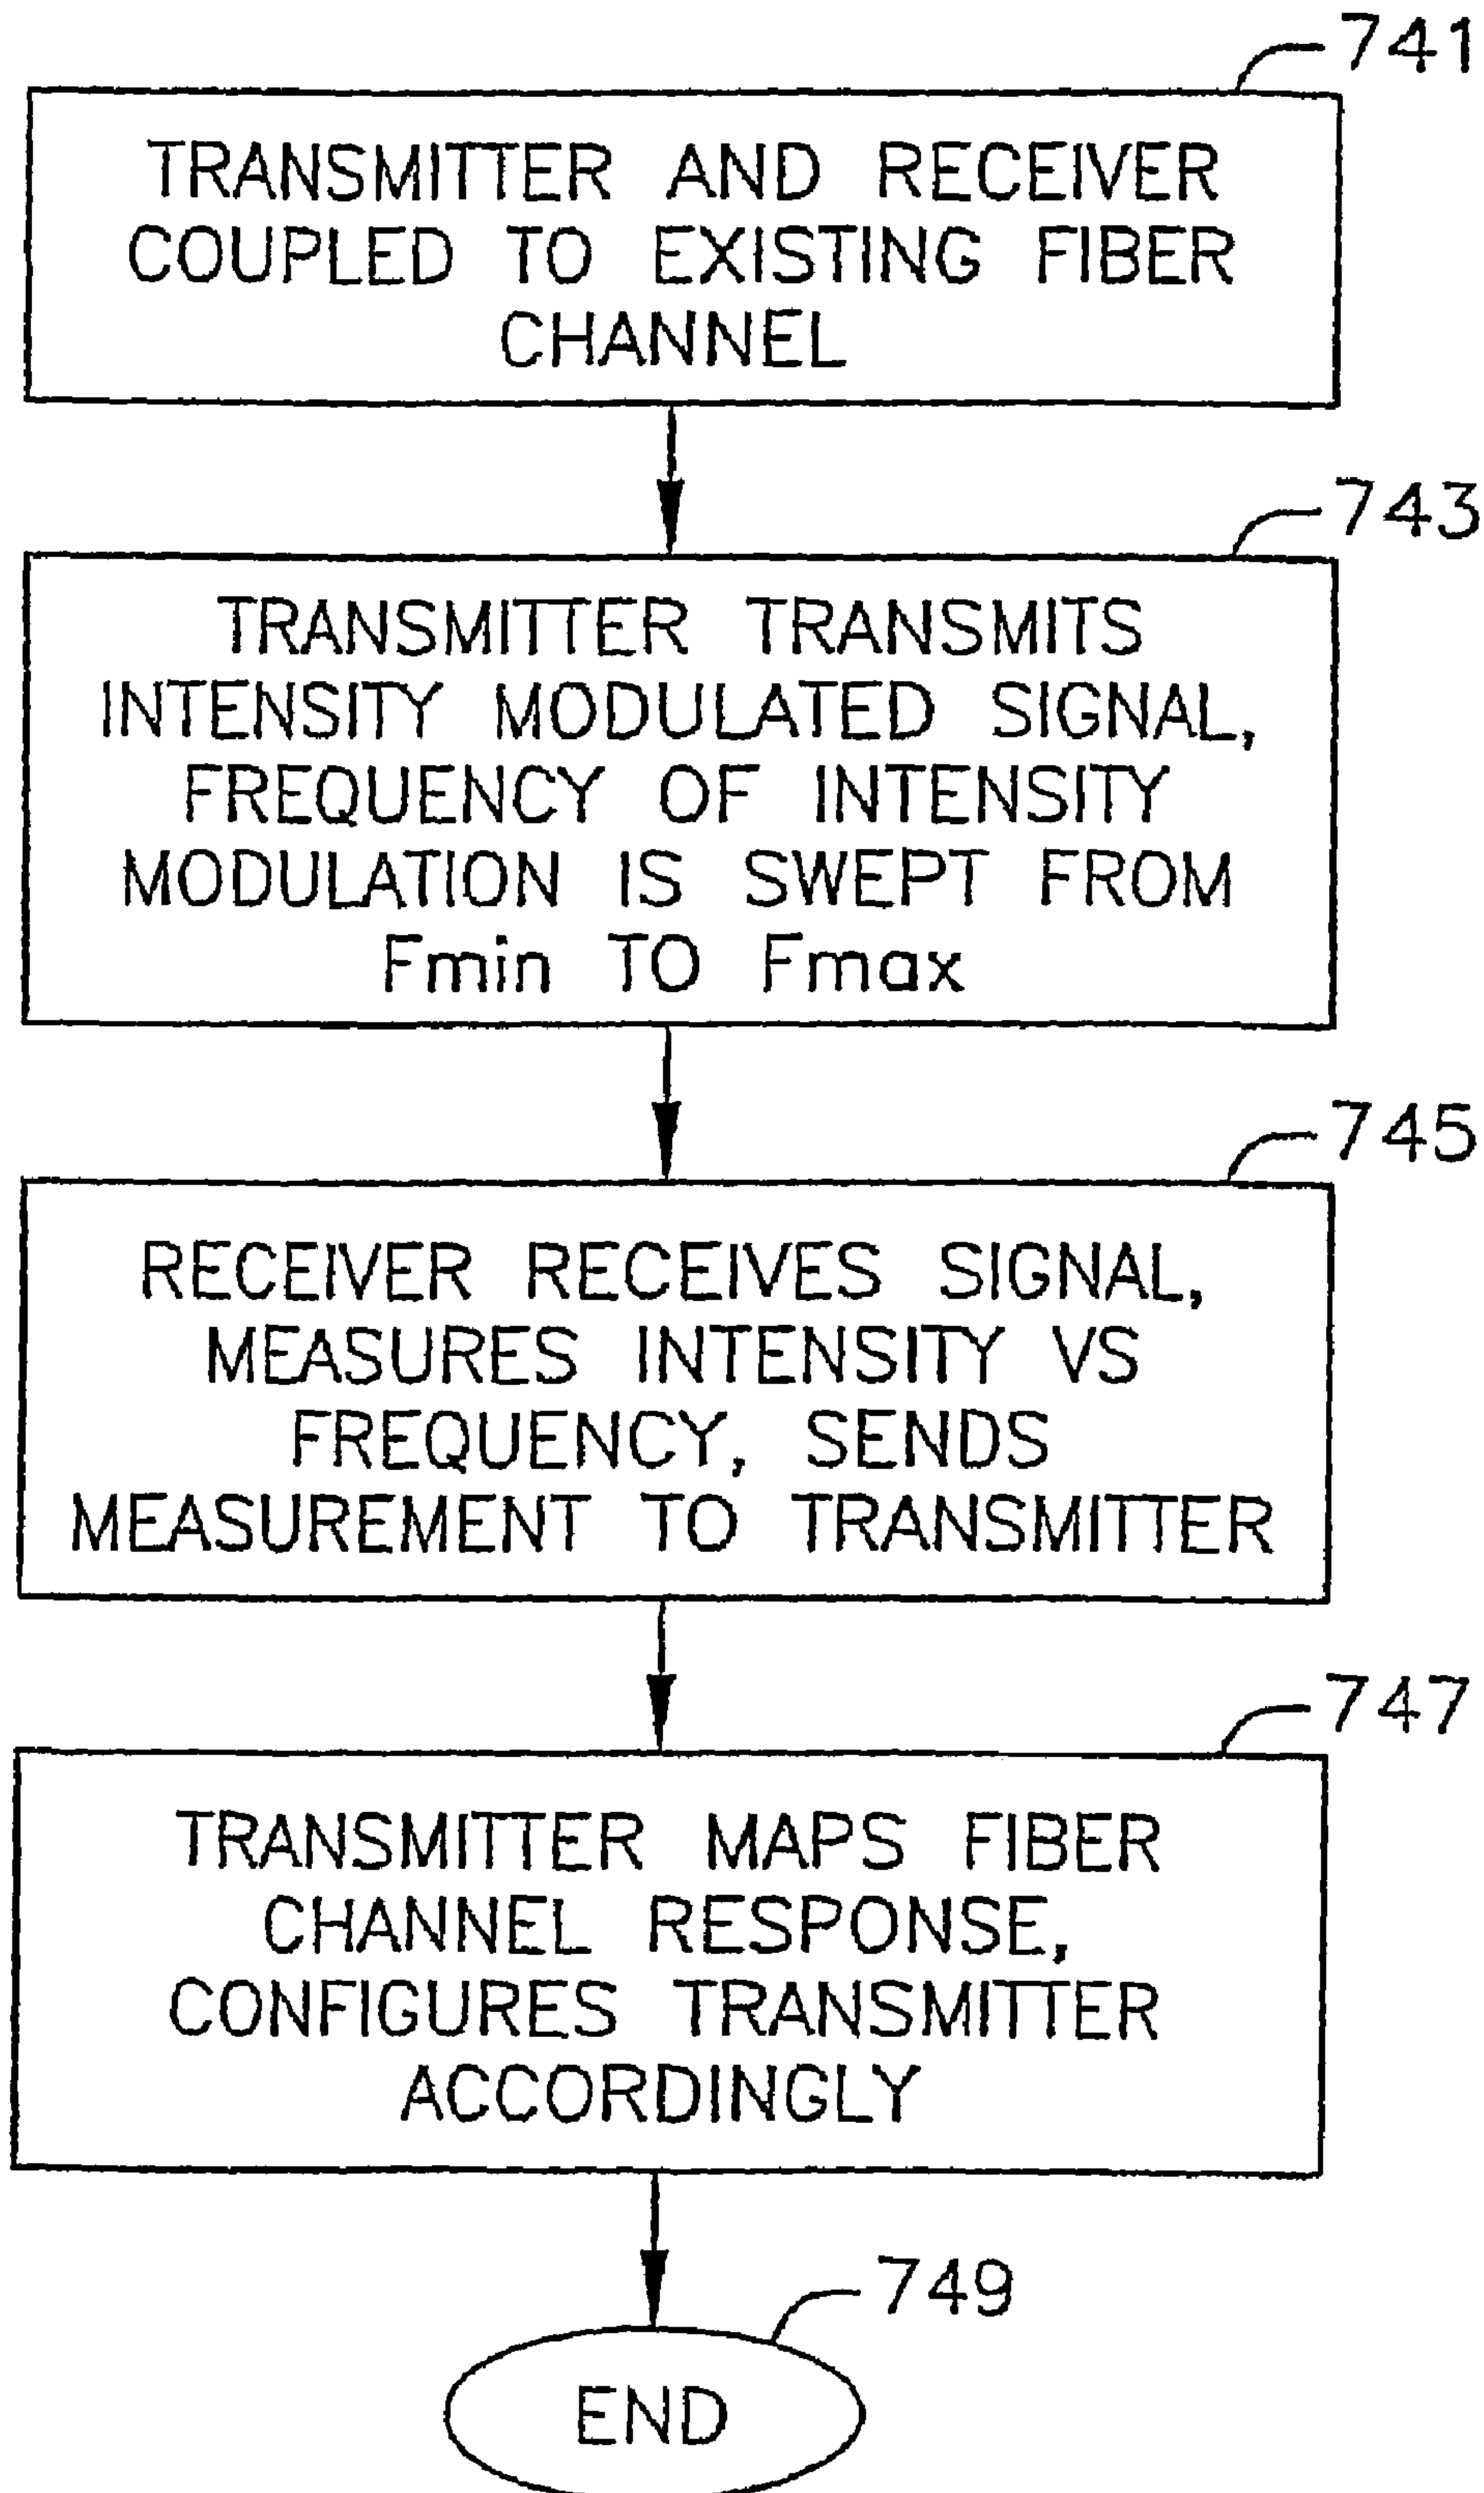 741
TRANSMITTER AND RECEIVER
COUPLED TO EXISTING FIBER
CHANNEL
743
TRANSMITTER TRANSMITS
INTENSITY MODULATED SIGNAL,
FREQUENCY OF INTENSITY
MODULATION IS SWEPT FROM
Fmin TO Fmax
745
RECEIVER RECEIVES SIGNAL,
MEASURES INTENSITY VS
FREQUENCY, SENDS
MEASUREMENT TO TRANSMITTER
747
TRANSMITTER MAPS FIBER
CHANNEL RESPONSE,
CONFIGURES TRANSMITTER
ACCORDINGLY
749
END